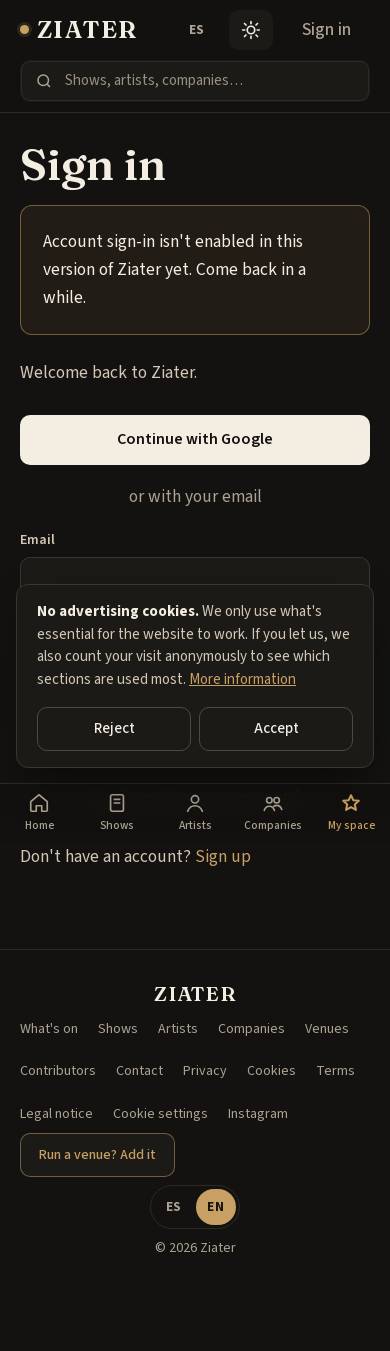 ZIATER
ES
Sign in
Shows, artists, companies…
Sign in
Account sign-in isn't enabled in this
version of Ziater yet. Come back in a
while.
Welcome back to Ziater.
Continue with Google
or with your email
Email
No advertising cookies. We only use what's
essential for the website to work. If you let us, we
also count your visit anonymously to see which
sections are used most. More information
Reject
Accept
Home
Shows
Artists
Companies
My space
Don't have an account? Sign up
ZIATER
What's on Shows Artists Companies Venues
Contributors Contact Privacy Cookies Terms
Legal notice Cookie settings Instagram
Run a venue? Add it
ES EN
© 2026 Ziater